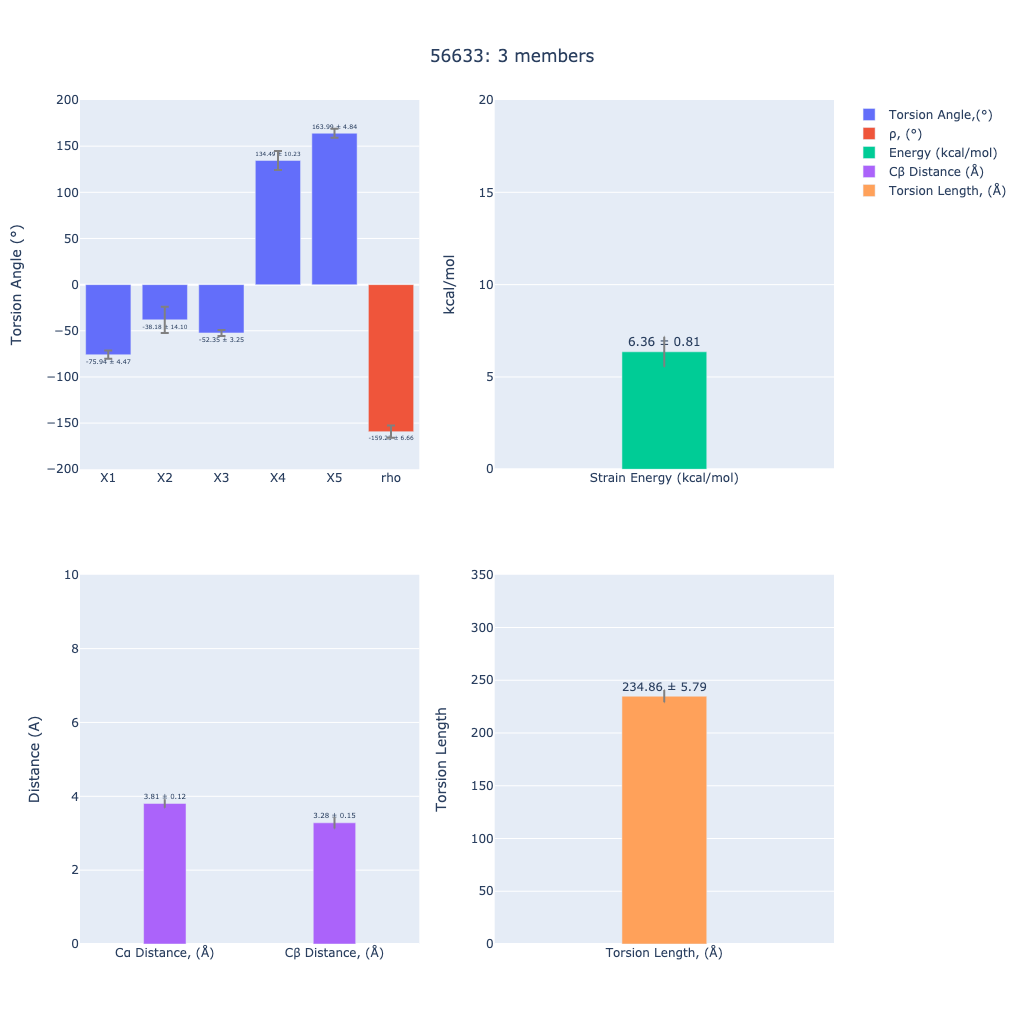 56633: 3 members
Torsion Angle (°)
200
150
100
50
0
−50
−100
−150
−200
-75.94 ± 4.47
-38.18 ± 14.10
-52.35 ± 3.25
134.49 ± 10.23
163.99 ± 4.84
± 6.66
X1 X2 X3 X4 X5 rho
kcal/mol
20
15
10
5
0
6.36 ± 0.81
Strain Energy (kcal/mol)
Torsion Angle,(°)
ρ, (°)
Energy (kcal/mol)
Cβ Distance (Å)
Torsion Length, (Å)
Distance (A)
10
8
6
4
2
0
3.81 ± 0.12
3.28 ± 0.15
Cα Distance, (Å) Cβ Distance, (Å)
Torsion Length
350
300
250
200
150
100
50
0
234.86 ± 5.79
Torsion Length, (Å)